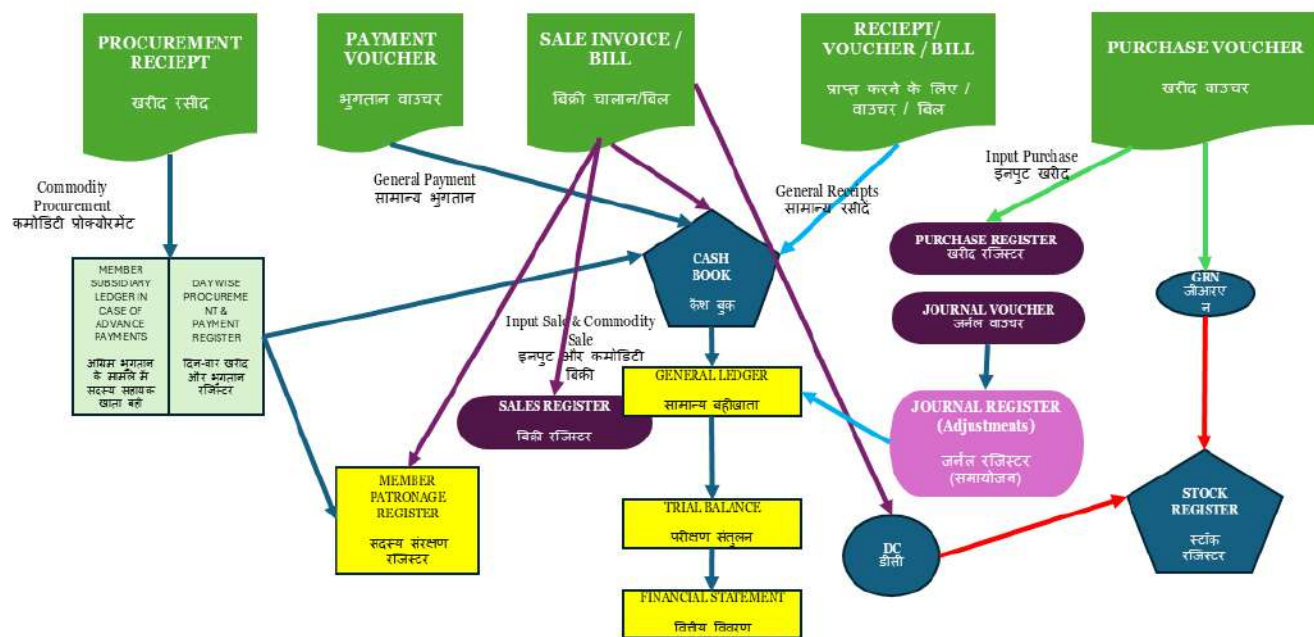 PROCUREMENT
RECIEPT
खरीद रसीद
PAYMENT
VOUCHER
भुगतान वाउचर
SALE INVOICE /
BILL
बिक्री चालान/बिल
RECIEPT/
VOUCHER / BILL
प्राप्त करने के लिए /
वाउचर / बिल
PURCHASE VOUCHER
खरीद वाउचर
Commodity
Procurement
कमोडिटी प्रोक्योरमेंट
General Payment
सामान्य भुगतान
General Receipts
सामान्य रसीदें
Input Purchase
इनपुट खरीद
MEMBER
SUBSIDIARY
LEDGER IN
CASE OF
ADVANCE
PAYMENTS
अग्रिम भुगतान
के मामले में
सदस्य सहायक
खाता बही
DAYWISE
PROCUREME
NT &
PAYMENT
REGISTER
दिन-वार खरीद
और भुगतान
रजिस्टर
CASH
BOOK
कैश बुक
PURCHASE REGISTER
खरीद रजिस्टर
GRN
जीआरए
न
JOURNAL VOUCHER
जर्नल वाउचर
Input Sale & Commodity
Sale
इनपुट और कमोडिटी
बिक्री
GENERAL LEDGER
सामान्य बहीखाता
SALES REGISTER
बिक्री रजिस्टर
JOURNAL REGISTER
(Adjustments)
जर्नल रजिस्टर
(समायोजन)
MEMBER
PATRONAGE
REGISTER
सदस्य संरक्षण
रजिस्टर
TRIAL BALANCE
परीक्षण संतुलन
DC
डीसी
STOCK
REGISTER
स्टॉक
रजिस्टर
FINANCIAL STATEMENT
वित्तीय विवरण